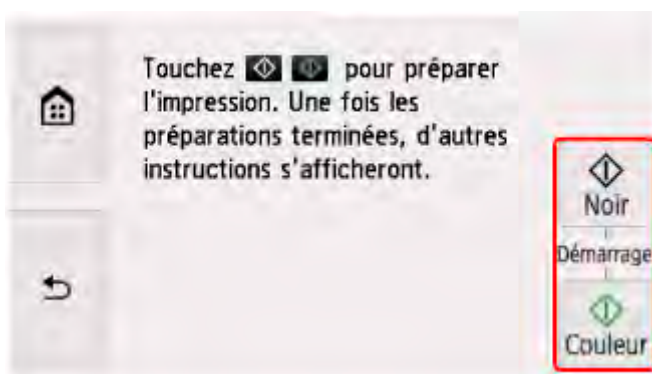 Touchez pour préparer
l'impression. Une fois les
préparations terminées, d'autres
instructions s'afficheront.
Noir
Démarrage
Couleur